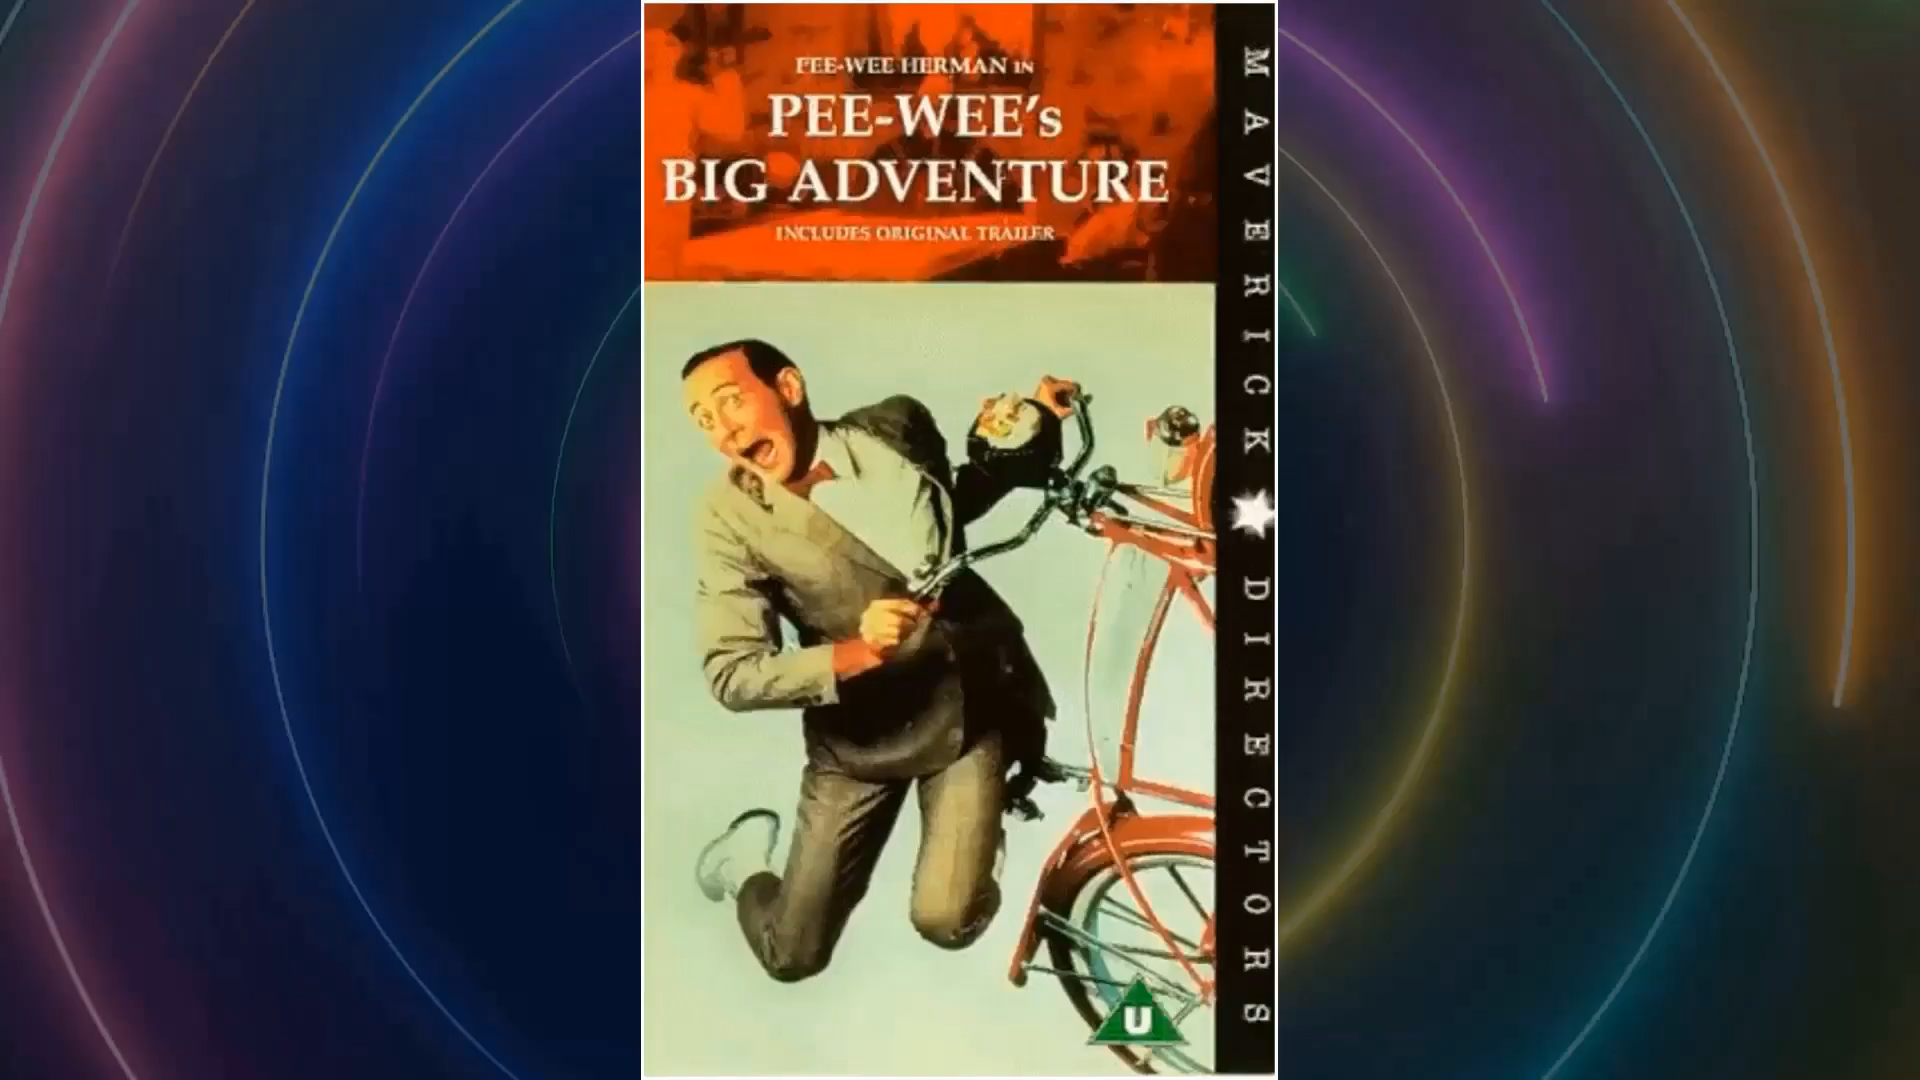 PEE-WEE HERMAN IN
PEE-WEE's
BIG ADVENTURE
INCLUDES ORIGINAL TRAILER
MAVERICK DIRECTORS
U